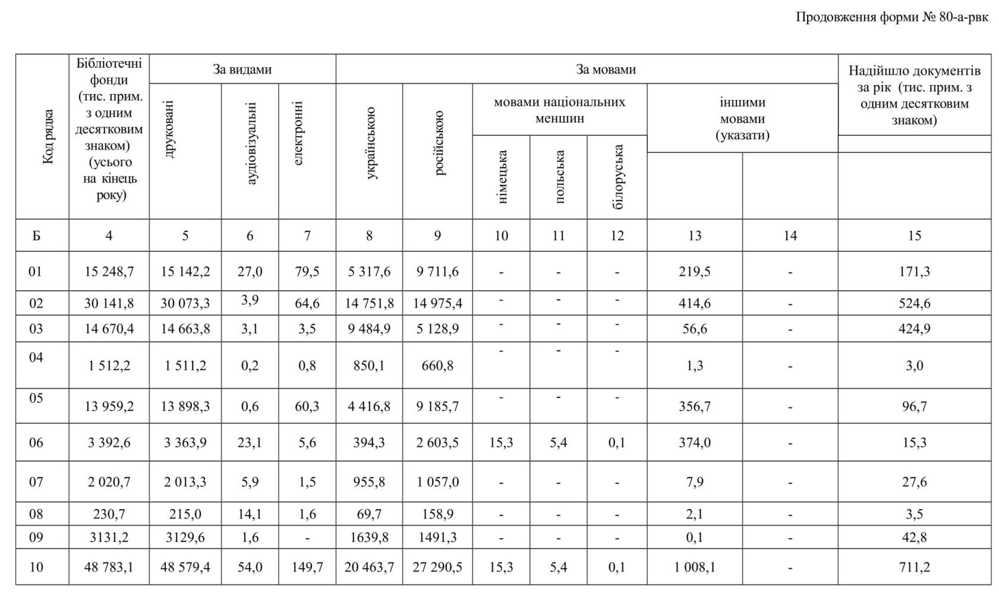 Продовження форми № 80-а-рвк
Код рядка
Бібліотечні
фонди
(тис. прим.
з одним
десятковим
знаком)
(усього
на кінець
року)
За видами
За мовами
Надійшло документів
за рік (тис. прим. з
одним десятковим
знаком)
друковані
аудіовізуальні
електронні
українською
російською
мовами національних
меншин
іншими
мовами
(указати)
німецька
польська
білоруська
Б 4 5 6 7 8 9 10 11 12 13 14 15
01 15 248,7 15 142,2 27,0 79,5 5 317,6 9 711,6 - - - 219,5 - 171,3
02 30 141,8 30 073,3 3,9 64,6 14 751,8 14 975,4 - - - 414,6 - 524,6
03 14 670,4 14 663,8 3,1 3,5 9 484,9 5 128,9 - - - 56,6 - 424,9
04 1 512,2 1 511,2 0,2 0,8 850,1 660,8 - - - 1,3 - 3,0
05 13 959,2 13 898,3 0,6 60,3 4 416,8 9 185,7 - - - 356,7 - 96,7
06 3 392,6 3 363,9 23,1 5,6 394,3 2 603,5 15,3 5,4 0,1 374,0 - 15,3
07 2 020,7 2 013,3 5,9 1,5 955,8 1 057,0 - - - 7,9 - 27,6
08 230,7 215,0 14,1 1,6 69,7 158,9 - - - 2,1 - 3,5
09 3131,2 3129,6 1,6 - 1639,8 1491,3 - - - 0,1 - 42,8
10 48 783,1 48 579,4 54,0 149,7 20 463,7 27 290,5 15,3 5,4 0,1 1 008,1 - 711,2